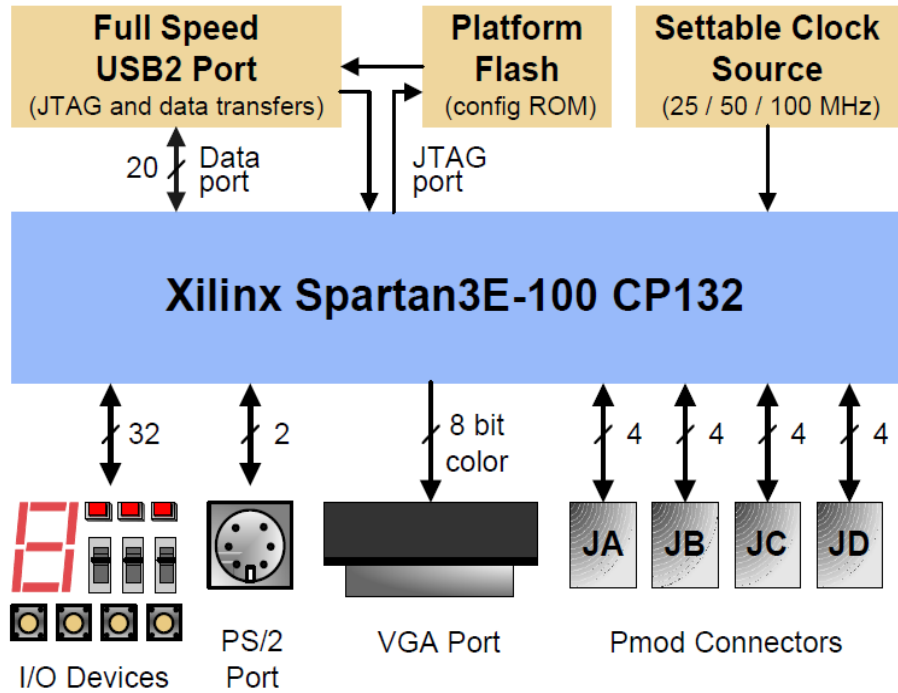 Full Speed
USB2 Port
(JTAG and data transfers)
Platform
Flash
(config ROM)
Settable Clock
Source
(25 / 50 / 100 MHz)
20
Data
port
JTAG
port
Xilinx Spartan3E-100 CP132
32
2
8 bit
color
4
4
4
4
JA
JB
JC
JD
I/O Devices
PS/2
Port
VGA Port
Pmod Connectors